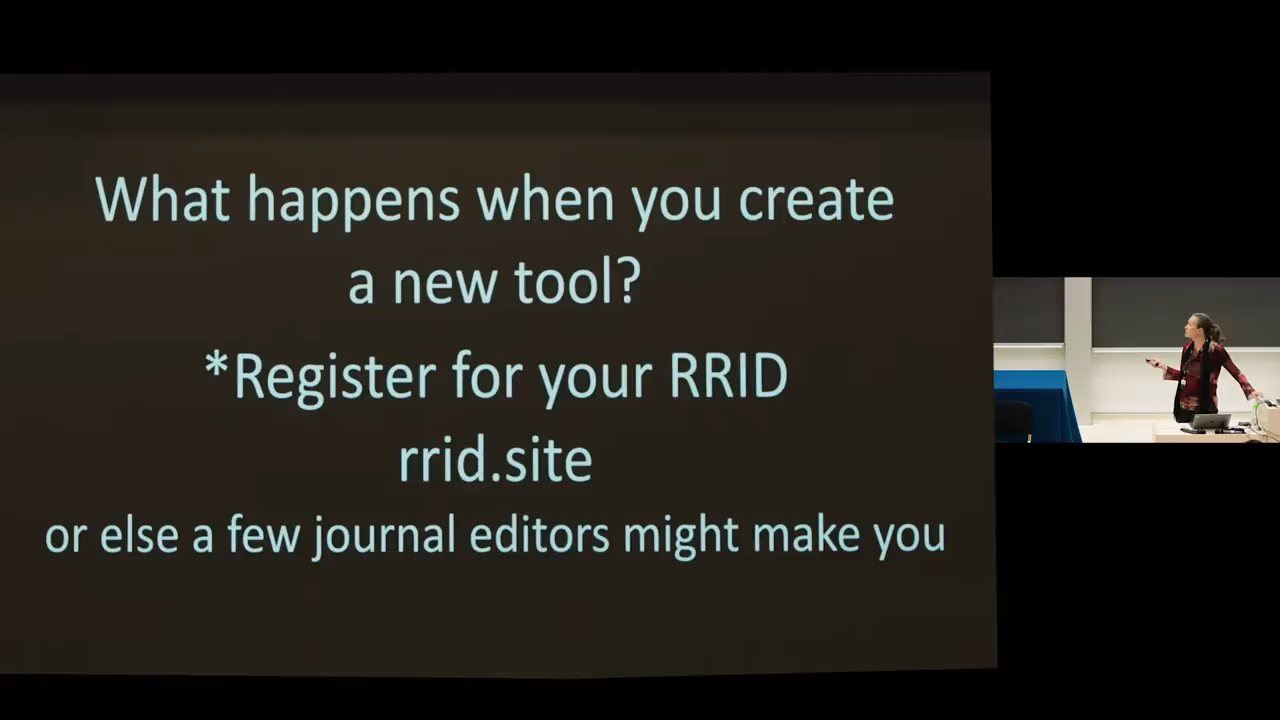 What happens when you create
a new tool?
*Register for your RRID
rrid.site
or else a few journal editors might make you